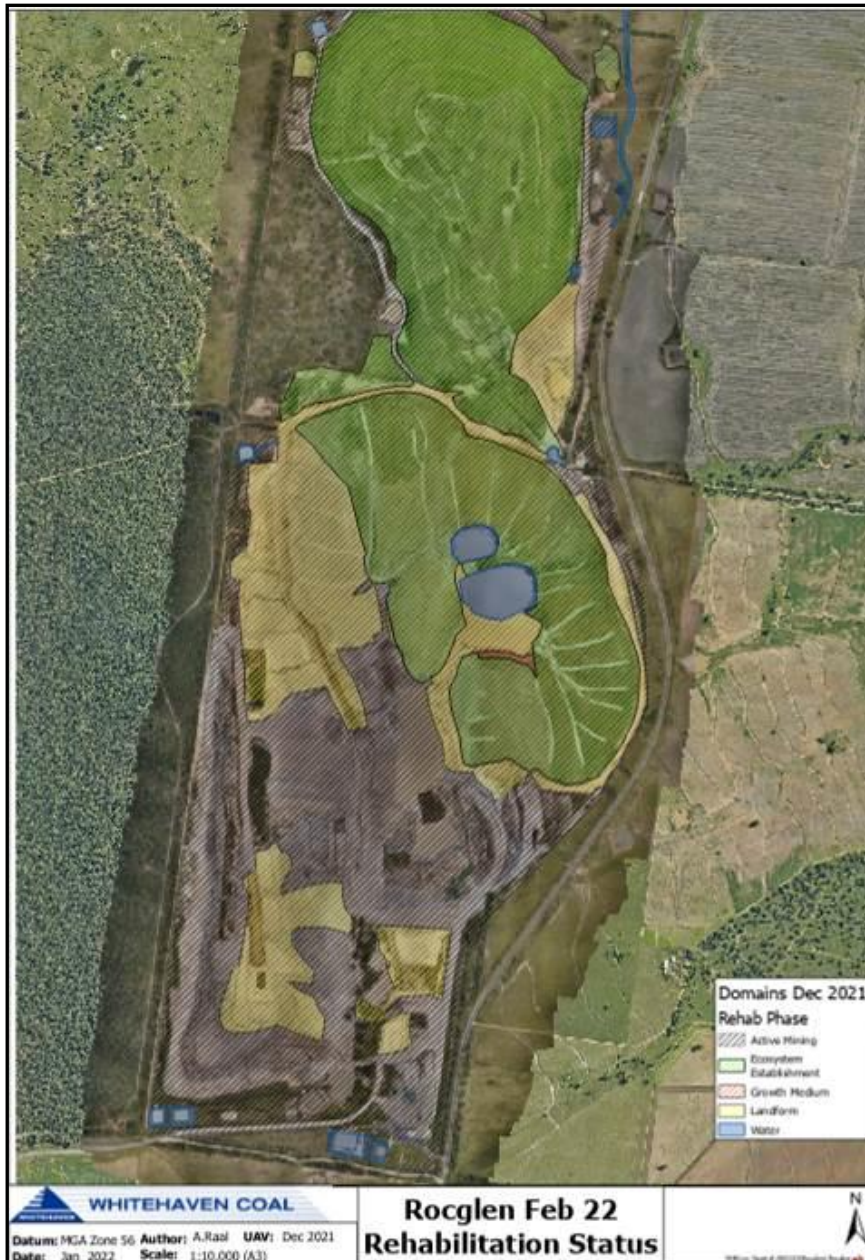 Domains Dec 2021
Rehab Phase
Active Mining
Ecosystem
Establishment
Growth Medium
Landform
Water
WHITEHAVEN COAL
Datum: MGA Zone 56 Author: A.Raal UAV: Dec 2021
Date: Jan 2022 Scale: 1:10,000 (A3)
Rocglen Feb 22
Rehabilitation Status
N